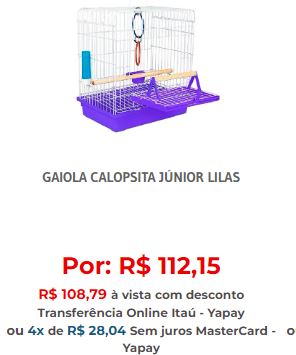 GAIOLA CALOPSITA JÚNIOR LILAS
Por: R$ 112,15
R$ 108,79 à vista com desconto
Transferência Online Itaú - Yapay
ou 4x de R$ 28,04 Sem juros MasterCard - o
Yapay